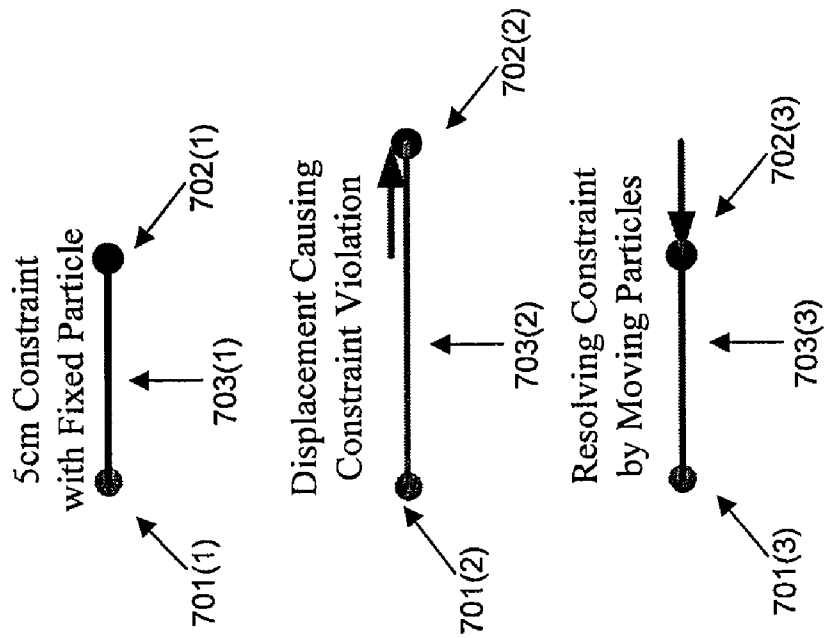 5cm Constraint
with Fixed Particle
702(1)
703(1)
701(1)
Displacement Causing
Constraint Violation
702(2)
703(2)
701(2)
Resolving Constraint
by Moving Particles
702(3)
703(3)
701(3)